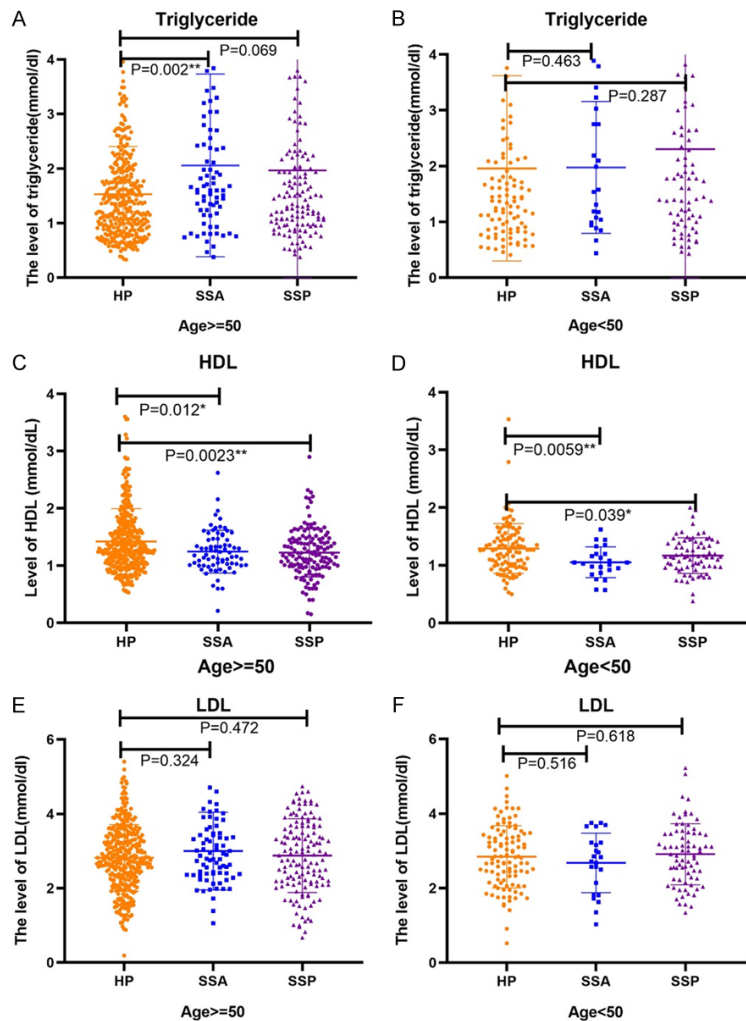 A
Triglyceride
P=0.069
P=0.002**
The level of triglyceride(mmol/dl)
4
3
2
1
0
HP
SSA
SSP
Age>=50
B
Triglyceride
P=0.463
P=0.287
The level of triglyceride(mmol/dl)
4
3
2
1
0
HP
SSA
SSP
Age<50
C
HDL
P=0.012*
P=0.0023**
Level of HDL (mmol/dL)
4
3
2
1
0
HP
SSA
SSP
Age>=50
D
HDL
P=0.0059**
P=0.039*
Level of HDL (mmol/dL)
4
3
2
1
0
HP
SSA
SSP
Age<50
E
LDL
P=0.472
P=0.324
The level of LDL(mmol/dl)
6
4
2
0
HP
SSA
SSP
Age>=50
F
LDL
P=0.618
P=0.516
The level of LDL(mmol/dl)
6
4
2
0
HP
SSA
SSP
Age<50